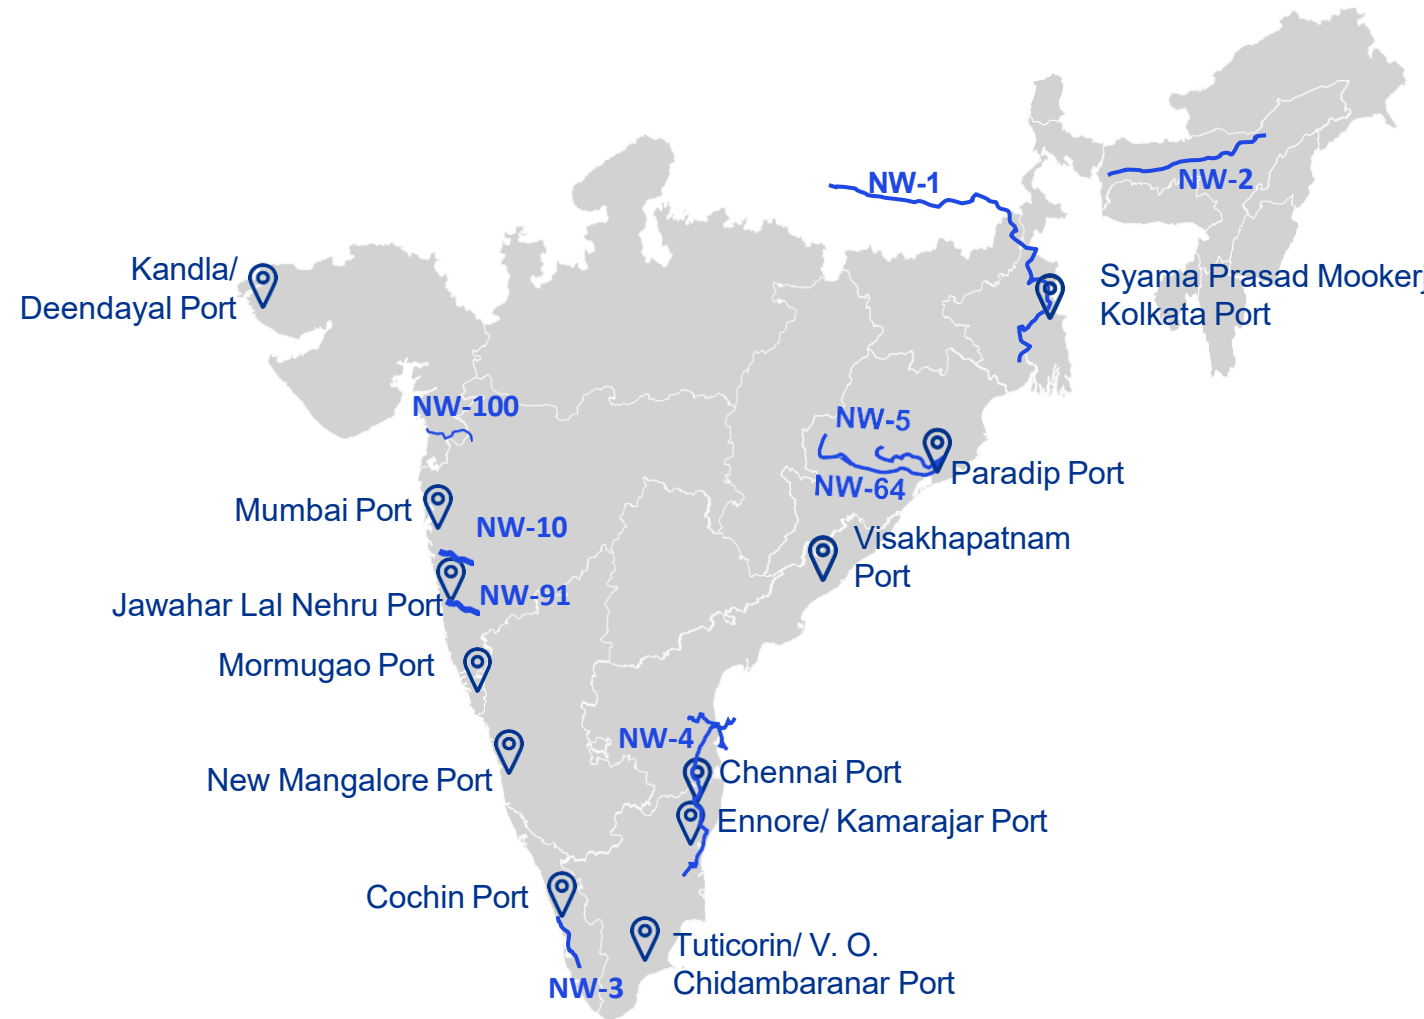 NW-1
NW-2
Kandla/
Deendayal Port
Syama Prasad
Kolkata Port
NW-100
NW-5
Paradip Port
NW-64
Mumbai Port
NW-10
Visakhapatnam
Port
NW-91
Jawahar Lal Nehru Port
Mormugao Port
NW-4
Chennai Port
New Mangalore Port
Ennore/ Kamarajar Port
Cochin Port
Tuticorin/ V. O.
Chidambaranar Port
NW-3